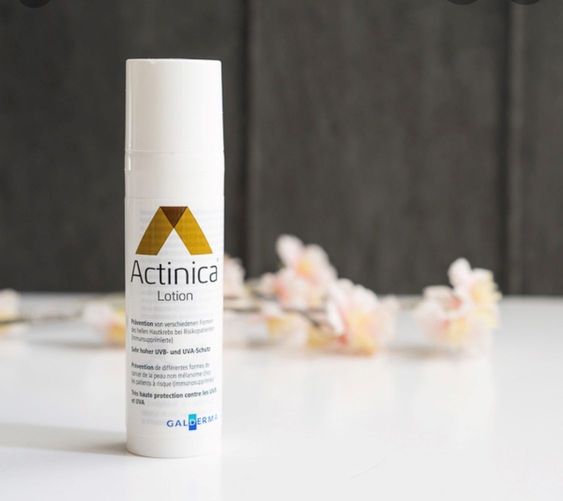 Actinica®
Lotion
Prävention von verschiedenen Formen
des hellen Hautkrebs bei Risikopatienten
(Immunsupprimierte)
Sehr hoher UVB- und UVA-Schutz
Prévention de différentes formes de
cancer de la peau non mélanome chez
les patients à risque (immunosupprimés)
Très haute protection contre les UVB
et UVA
GALDERMA